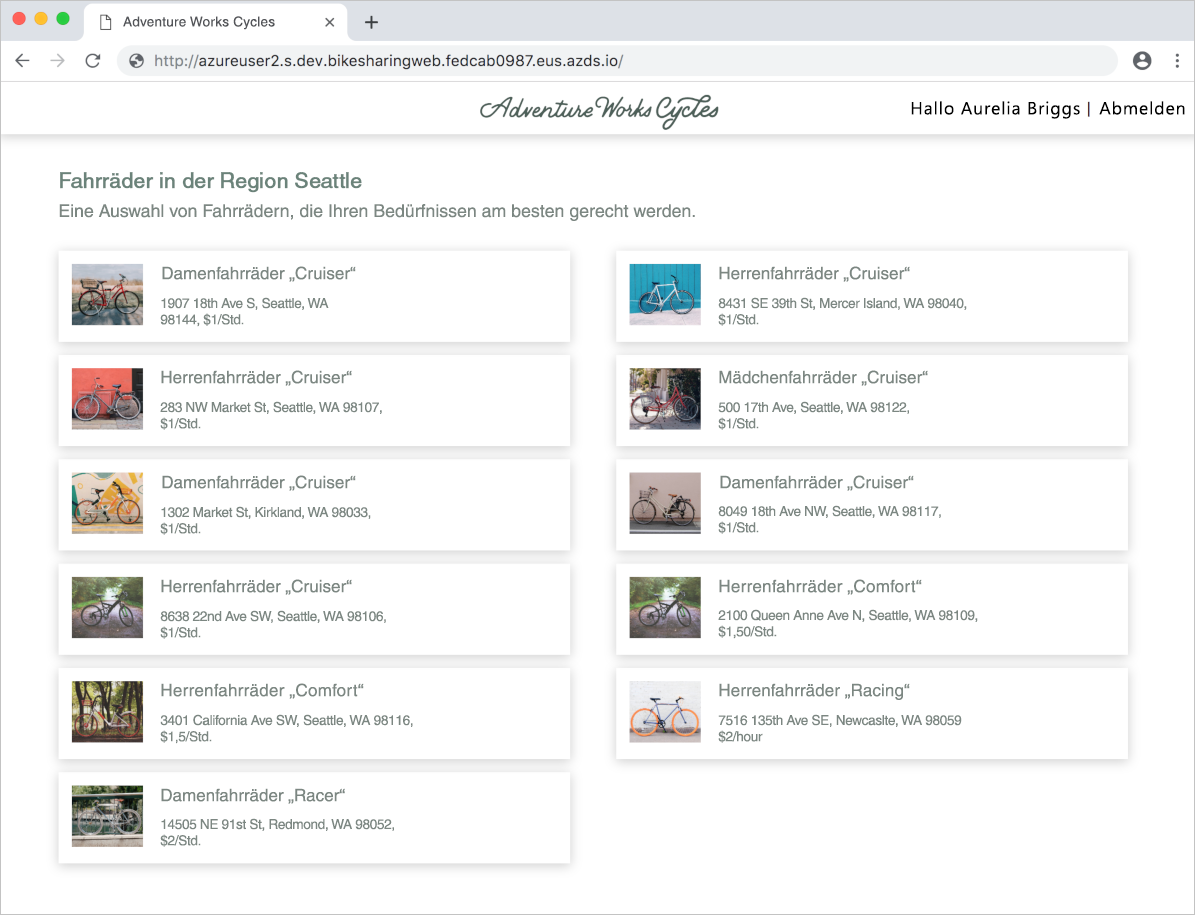 Adventure Works Cycles
http://azureuser2.s.dev.bikesharingweb.fedcab0987.eus.azds.io/
Adventure Works Cycles
Hallo Aurelia Briggs | Abmelden
Fahrräder in der Region Seattle
Eine Auswahl von Fahrrädern, die Ihren Bedürfnissen am besten gerecht werden.
Damenfahrräder „Cruiser“
1907 18th Ave S, Seattle, WA
98144, $1/Std.
Herrenfahrräder „Cruiser“
8431 SE 39th St, Mercer Island, WA 98040,
$1/Std.
Herrenfahrräder „Cruiser“
283 NW Market St, Seattle, WA 98107,
$1/Std.
Mädchenfahrräder „Cruiser“
500 17th Ave, Seattle, WA 98122,
$1/Std.
Damenfahrräder „Cruiser“
1302 Market St, Kirkland, WA 98033,
$1/Std.
Damenfahrräder „Cruiser“
8049 18th Ave NW, Seattle, WA 98117,
$1/Std.
Herrenfahrräder „Cruiser“
8638 22nd Ave SW, Seattle, WA 98106,
$1/Std.
Herrenfahrräder „Comfort“
2100 Queen Anne Ave N, Seattle, WA 98109,
$1,50/Std.
Herrenfahrräder „Comfort“
3401 California Ave SW, Seattle, WA 98116,
$1,5/Std.
Herrenfahrräder „Racing“
7516 135th Ave SE, Newcaslte, WA 98059
$2/hour
Damenfahrräder „Racer“
14505 NE 91st St, Redmond, WA 98052,
$2/Std.